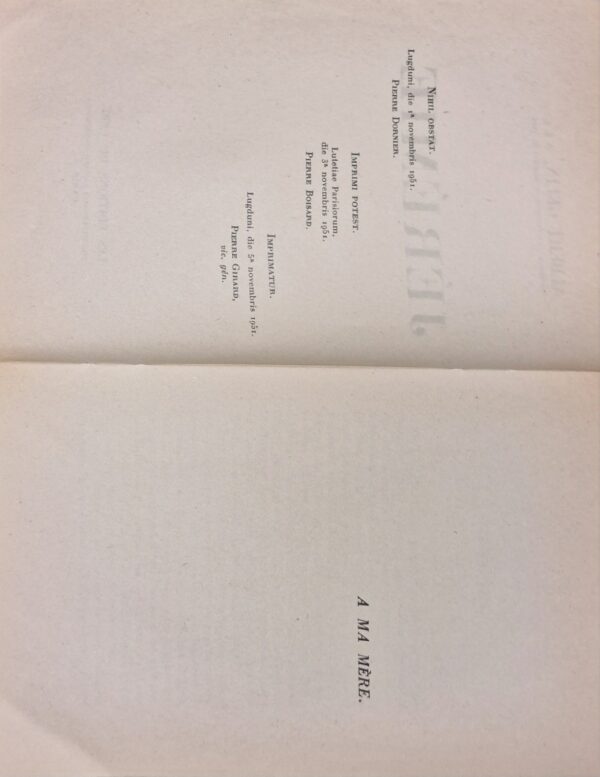 NIHIL OBSTAT.
Lugduni, die 1ª novembris 1951.
PIERRE DORNIER.
IMPRIMI POTEST.
Lutetiae Parisiorum,
die 3ª novembris 1951.
PIERRE BOISARD.
IMPRIMATUR.
Lugduni, die 5ª novembris 1951.
PIERRE GIRARD,
vic. gén.
A MA MÈRE.